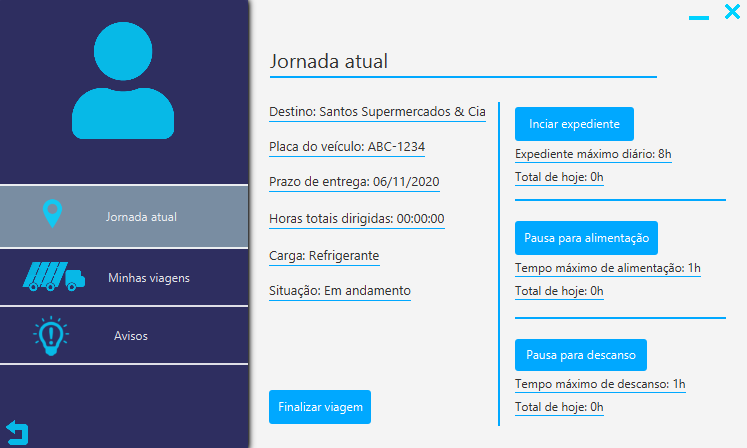 Jornada atual
Minhas viagens
Avisos
Jornada atual
Destino: Santos Supermercados & Cia
Placa do veículo: ABC-1234
Prazo de entrega: 06/11/2020
Horas totais dirigidas: 00:00:00
Carga: Refrigerante
Situação: Em andamento
Finalizar viagem
Inciar expediente
Expediente máximo diário: 8h
Total de hoje: 0h
Pausa para alimentação
Tempo máximo de alimentação: 1h
Total de hoje: 0h
Pausa para descanso
Tempo máximo de descanso: 1h
Total de hoje: 0h